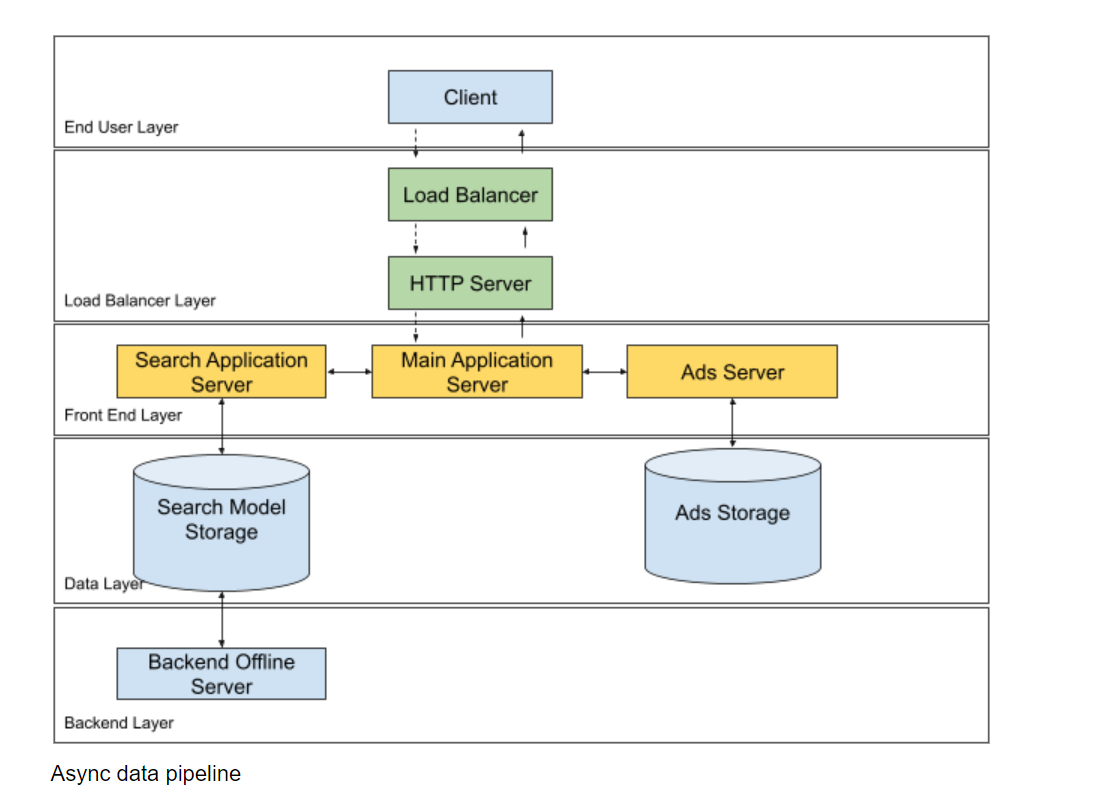 Client
End User Layer
Load Balancer
HTTP Server
Load Balancer Layer
Search Application
Server
Main Application
Server
Ads Server
Front End Layer
Search Model
Storage
Ads Storage
Data Layer
Backend Offline
Server
Backend Layer
Async data pipeline